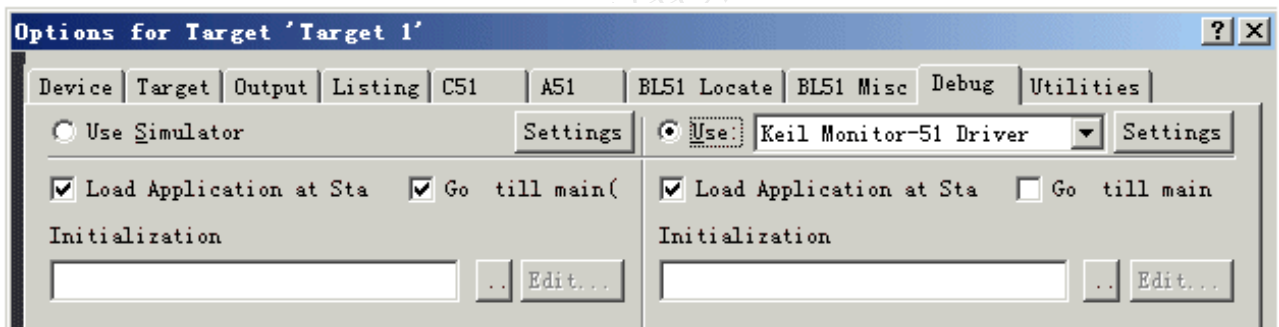 Options for Target 'Target 1'
Device Target Output Listing C51 A51 BL51 Locate BL51 Misc Debug Utilities
Use Simulator Settings Use: Keil Monitor-51 Driver Settings
Load Application at Sta Go till main( Load Application at Sta Go till main
Initialization Initialization
.. Edit... .. Edit...